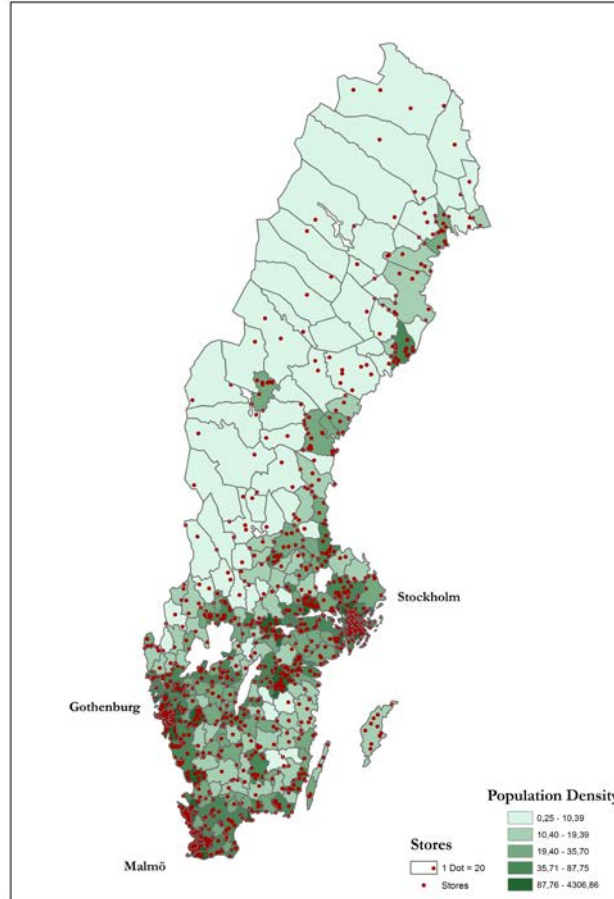 Stockholm
Gothenburg
Malmö
Population Density
0,25 - 10,39
10,40 - 19,39
19,40 - 35,70
35,71 - 87,75
87,76 - 4306,86
Stores
1 Dot = 20
Stores